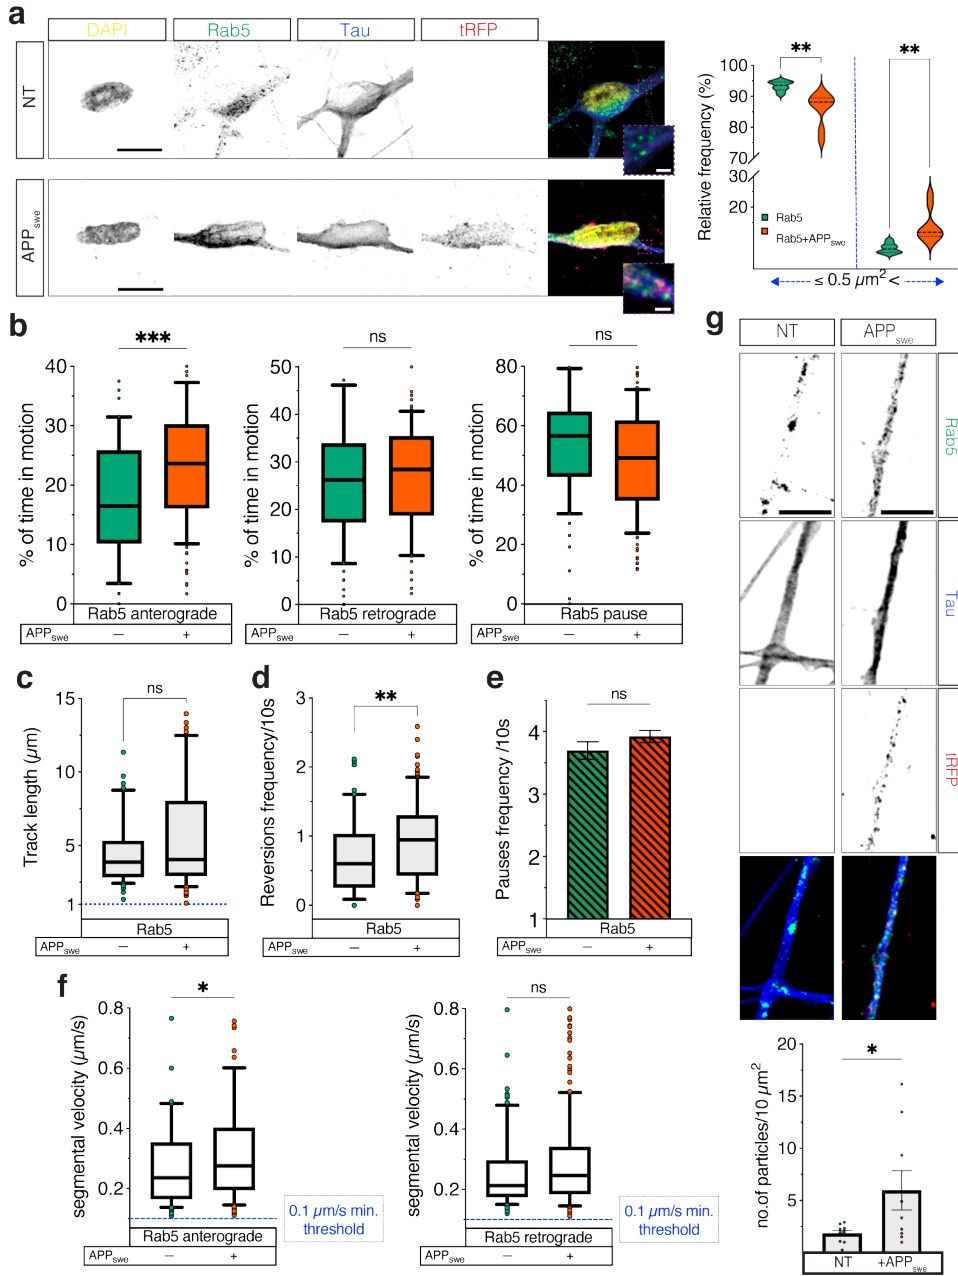 a
DAPI
Rab5
Tau
tRFP
NT
APPswe
**
**
Relative frequency (%)
100
90
80
70
30
20
Rab5
Rab5+APPswe
≤ 0.5 µm² <
b
***
ns
ns
% of time in motion
40
30
20
10
0
Rab5 anterograde
APPswe
–
+
% of time in motion
50
40
30
20
10
0
Rab5 retrograde
–
+
% of time in motion
80
60
40
20
0
Rab5 pause
–
+
c
ns
Track length (µm)
15
10
5
1
Rab5
APPswe
–
+
d
**
Reversions frequency/10s
3
2
1
0
Rab5
APPswe
–
+
e
ns
Pauses frequency /10s
4
3
2
1
Rab5
APPswe
–
+
f
*
segmental velocity (µm/s)
0.8
0.6
0.4
0.2
0.1 µm/s min.
threshold
Rab5 anterograde
APPswe
–
+
ns
segmental velocity (µm/s)
0.8
0.6
0.4
0.2
0.1 µm/s min.
threshold
Rab5 retrograde
APPswe
–
+
g
NT
APPswe
Rab5
Tau
tRFP
*
no.of particles/10 µm²
20
15
10
5
NT
+APPswe